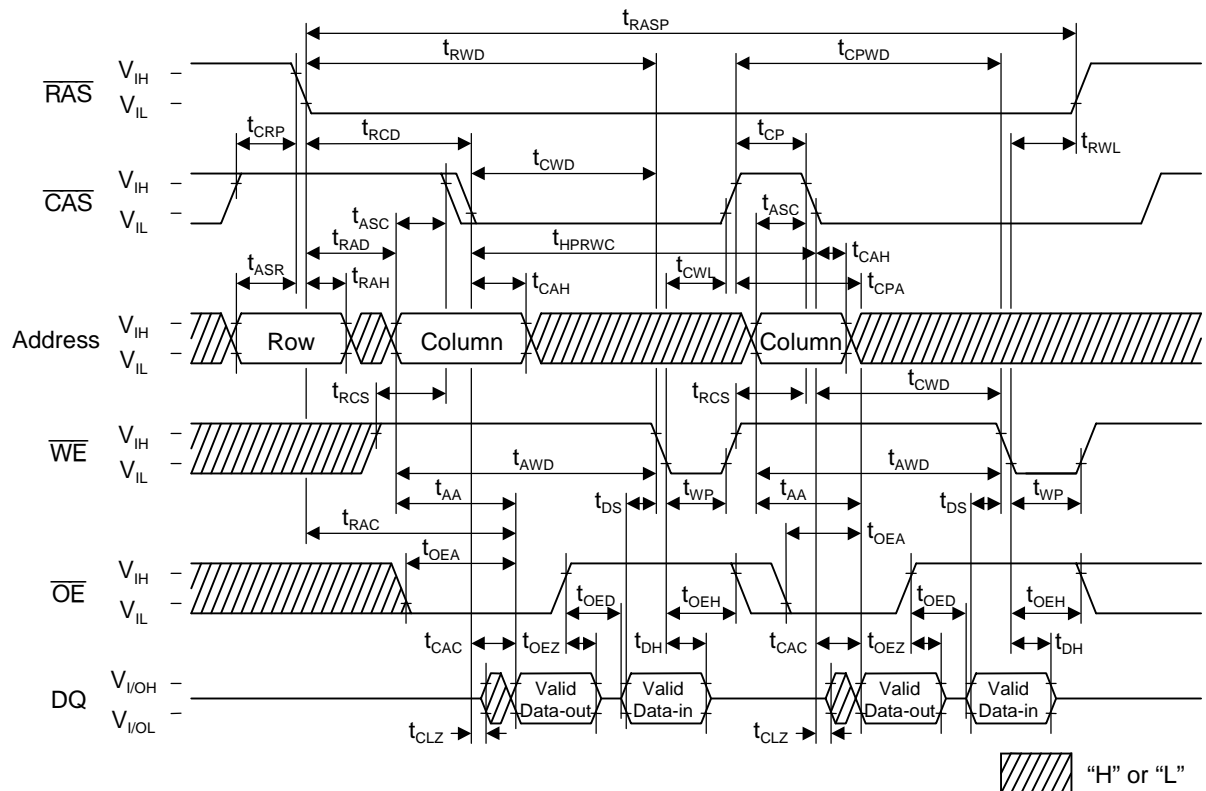 tRASP
tRWD
tCPWD
RAS
VIH
VIL
tCRP
tRCD
tCP
tRWL
tCWD
CAS
VIH
VIL
tASC
tASC
tRAD
tHPRWC
tCAH
tASR
tRAH
tCAH
tCWL
tCPA
Address
VIH
VIL
Row
Column
Column
tRCS
tRCS
tCWD
WE
VIH
VIL
tAWD
tAWD
tAA
tDS
tWP
tAA
tDS
tWP
tRAC
tOEA
tOEA
OE
VIH
VIL
tOED
tOEH
tOED
tOEH
tCAC
tOEZ
tDH
tCAC
tOEZ
tDH
DQ
VI/OH
VI/OL
Valid Data-out
Valid Data-in
Valid Data-out
Valid Data-in
tCLZ
tCLZ
“H” or “L”